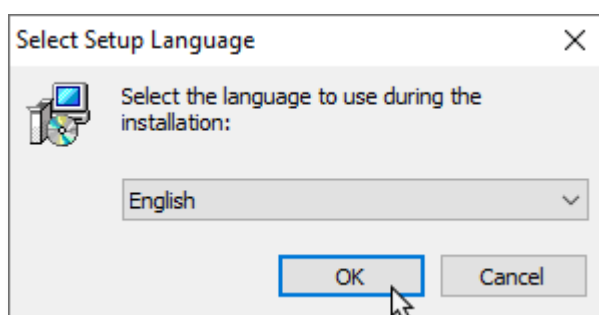 Select Setup Language
Select the language to use during the
installation:
English
OK
Cancel